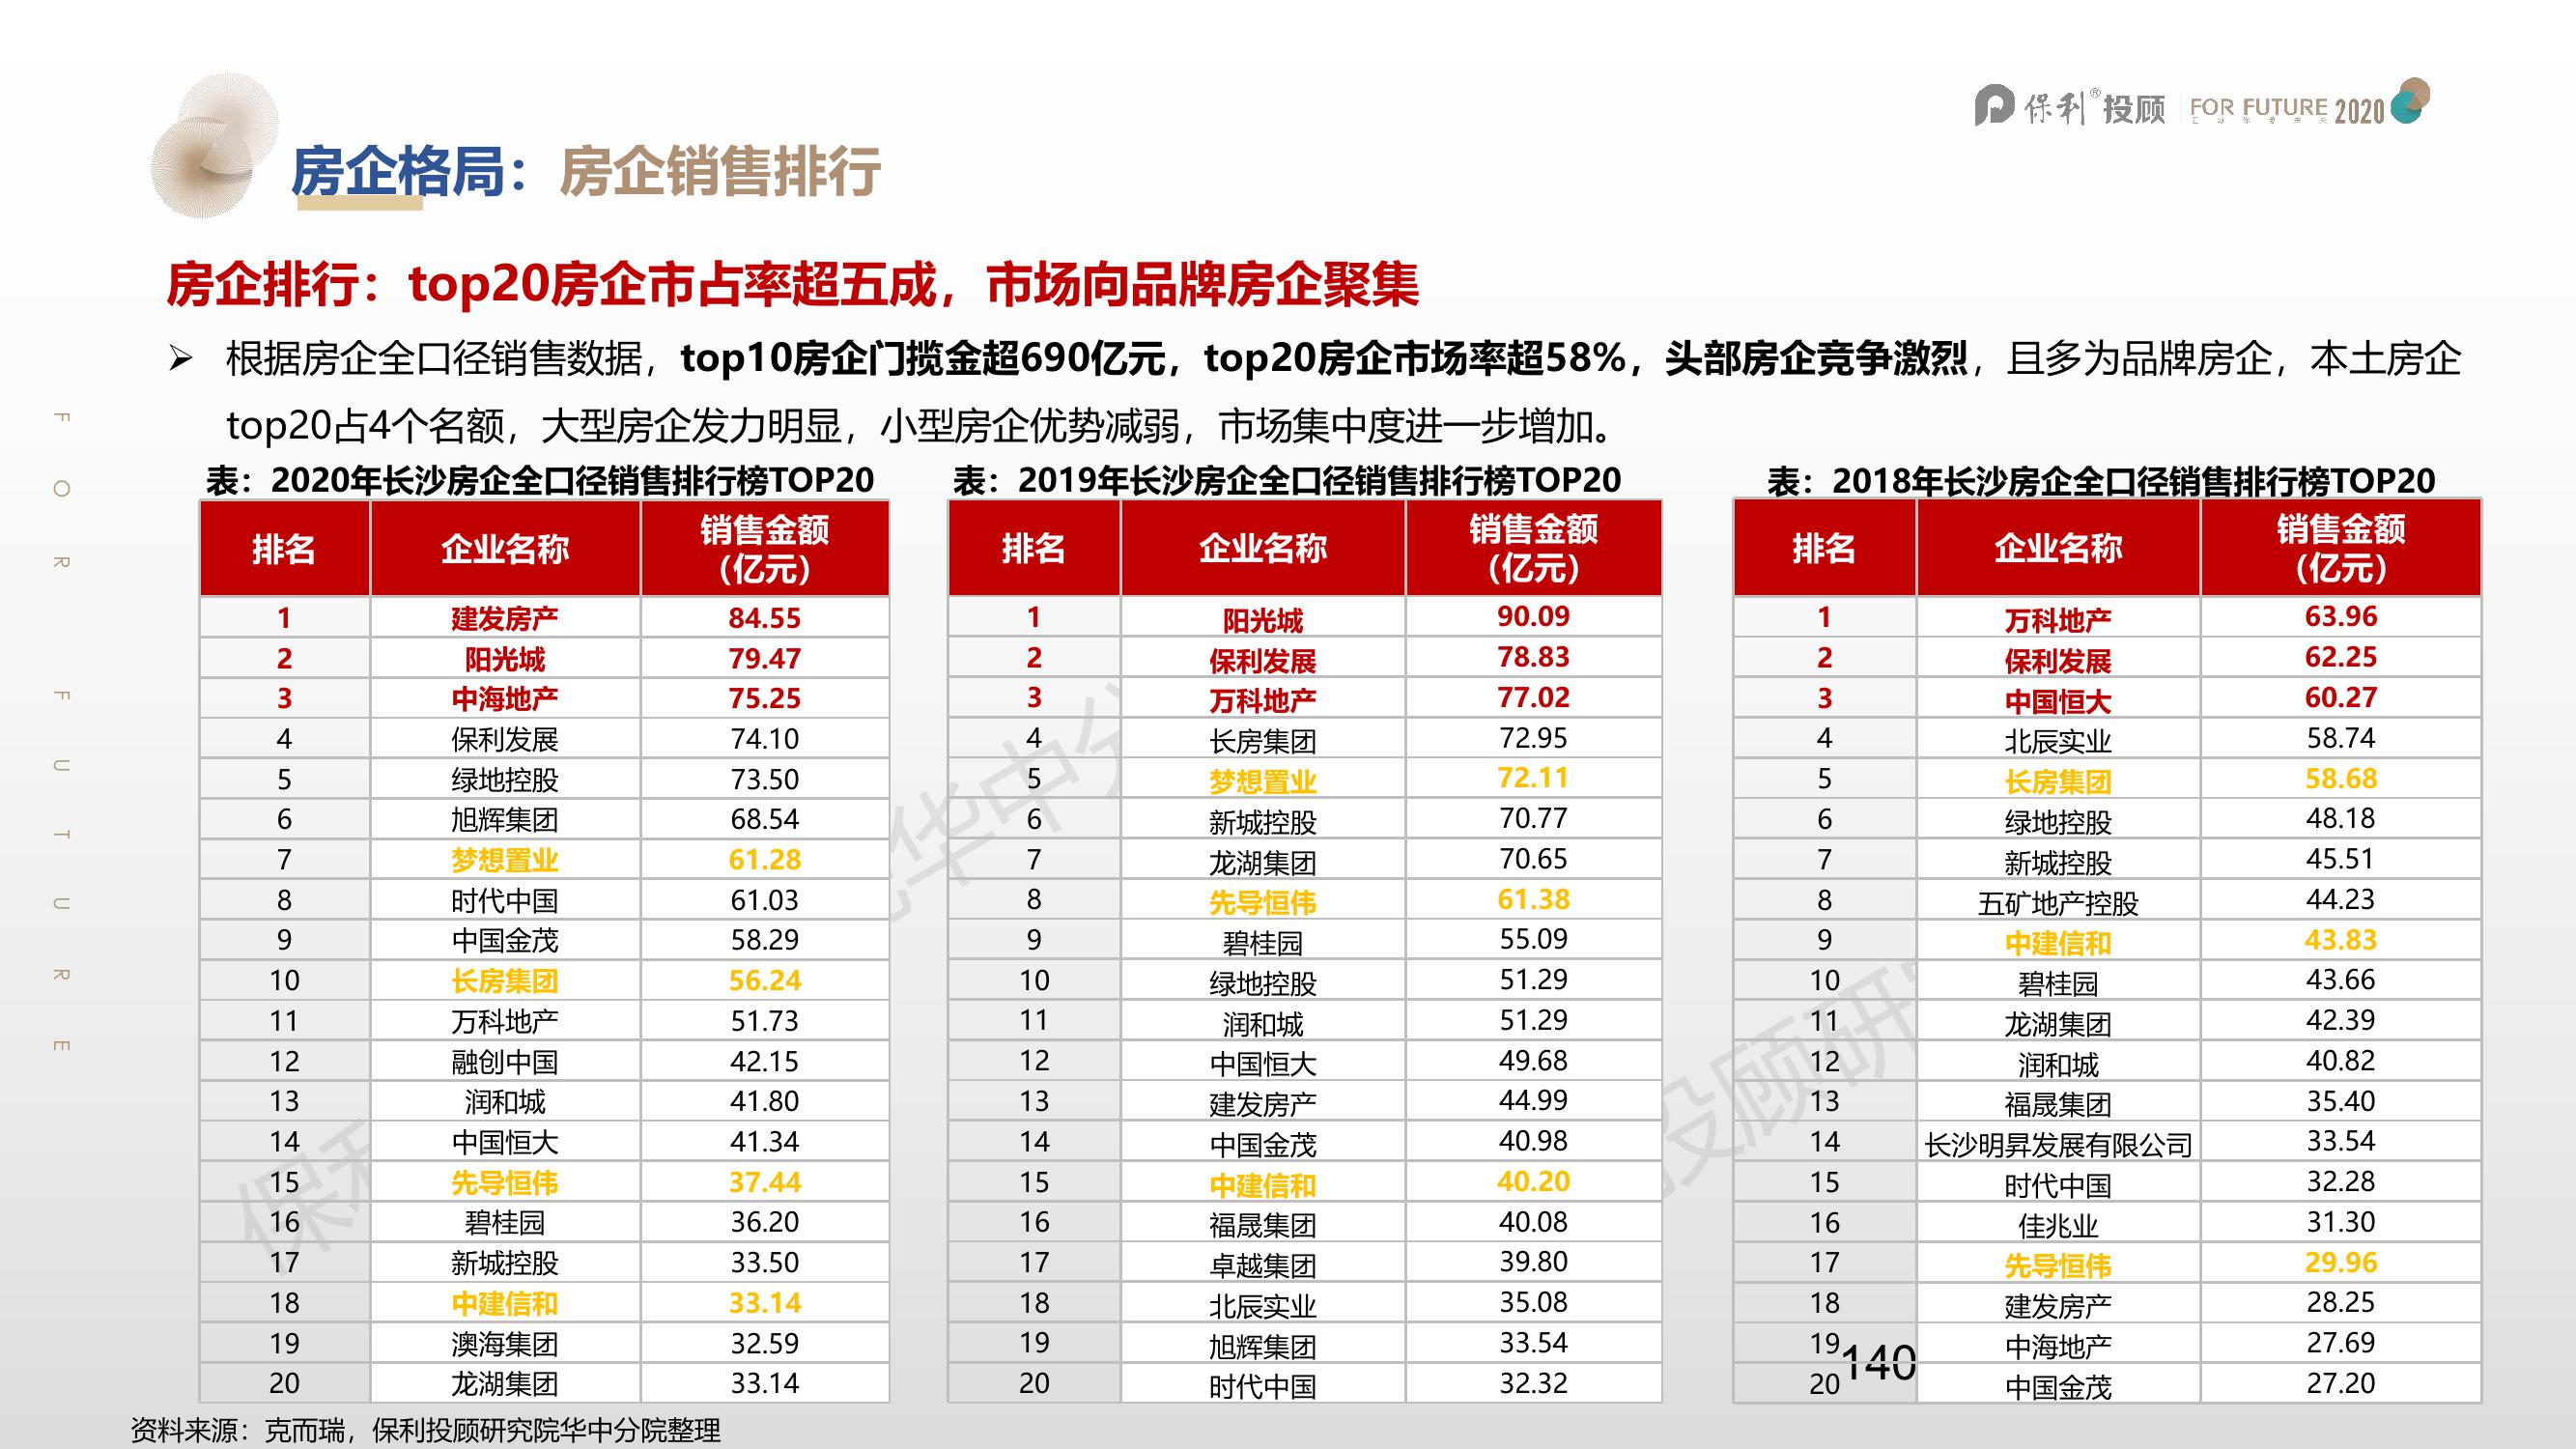 保利®投顾 FOR FUTURE 2020
房企格局：房企销售排行
房企排行：top20房企市占率超五成，市场向品牌房企聚集
➢ 根据房企全口径销售数据，top10房企门揽金超690亿元，top20房企市场率超58%，头部房企竞争激烈，且多为品牌房企，本土房企
top20占4个名额，大型房企发力明显，小型房企优势减弱，市场集中度进一步增加。
FOR FUTURE
表：2020年长沙房企全口径销售排行榜TOP20
排名 企业名称 销售金额
（亿元）
1 建发房产 84.55
2 阳光城 79.47
3 中海地产 75.25
4 保利发展 74.10
5 绿地控股 73.50
6 旭辉集团 68.54
7 梦想置业 61.28
8 时代中国 61.03
9 中国金茂 58.29
10 长房集团 56.24
11 万科地产 51.73
12 融创中国 42.15
13 润和城 41.80
14 中国恒大 41.34
15 先导恒伟 37.44
16 碧桂园 36.20
17 新城控股 33.50
18 中建信和 33.14
19 澳海集团 32.59
20 龙湖集团 33.14
表：2019年长沙房企全口径销售排行榜TOP20
排名 企业名称 销售金额
（亿元）
1 阳光城 90.09
2 保利发展 78.83
3 万科地产 77.02
4 长房集团 72.95
5 梦想置业 72.11
6 新城控股 70.77
7 龙湖集团 70.65
8 先导恒伟 61.38
9 碧桂园 55.09
10 绿地控股 51.29
11 润和城 51.29
12 中国恒大 49.68
13 建发房产 44.99
14 中国金茂 40.98
15 中建信和 40.20
16 福晟集团 40.08
17 卓越集团 39.80
18 北辰实业 35.08
19 旭辉集团 33.54
20 时代中国 32.32
表：2018年长沙房企全口径销售排行榜TOP20
排名 企业名称 销售金额
（亿元）
1 万科地产 63.96
2 保利发展 62.25
3 中国恒大 60.27
4 北辰实业 58.74
5 长房集团 58.68
6 绿地控股 48.18
7 新城控股 45.51
8 五矿地产控股 44.23
9 中建信和 43.83
10 碧桂园 43.66
11 龙湖集团 42.39
12 润和城 40.82
13 福晟集团 35.40
14 长沙明昇发展有限公司 33.54
15 时代中国 32.28
16 佳兆业 31.30
17 先导恒伟 29.96
18 建发房产 28.25
19 中海地产 27.69
20 中国金茂 27.20
140
资料来源：克而瑞，保利投顾研究院华中分院整理